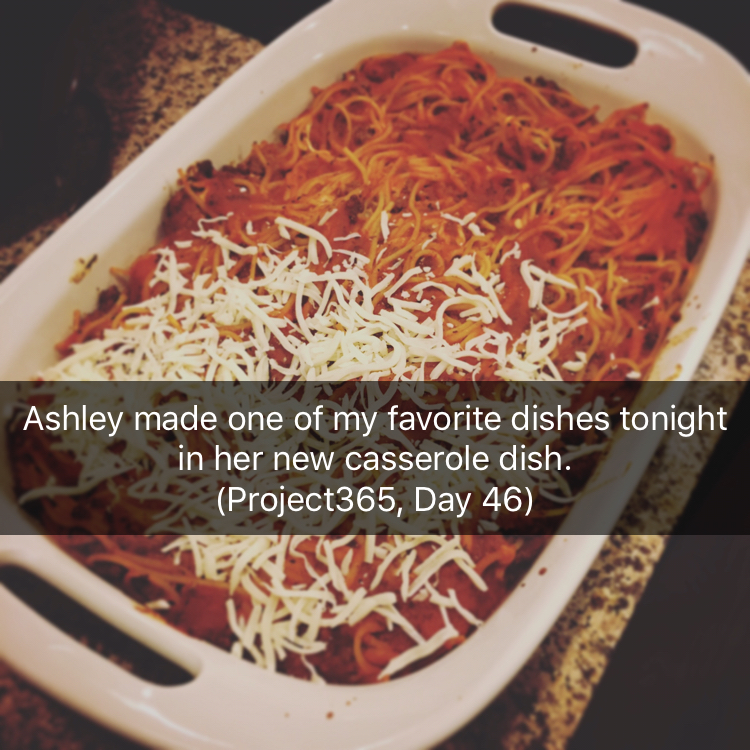 Ashley made one of my favorite dishes tonight
in her new casserole dish.
(Project365, Day 46)